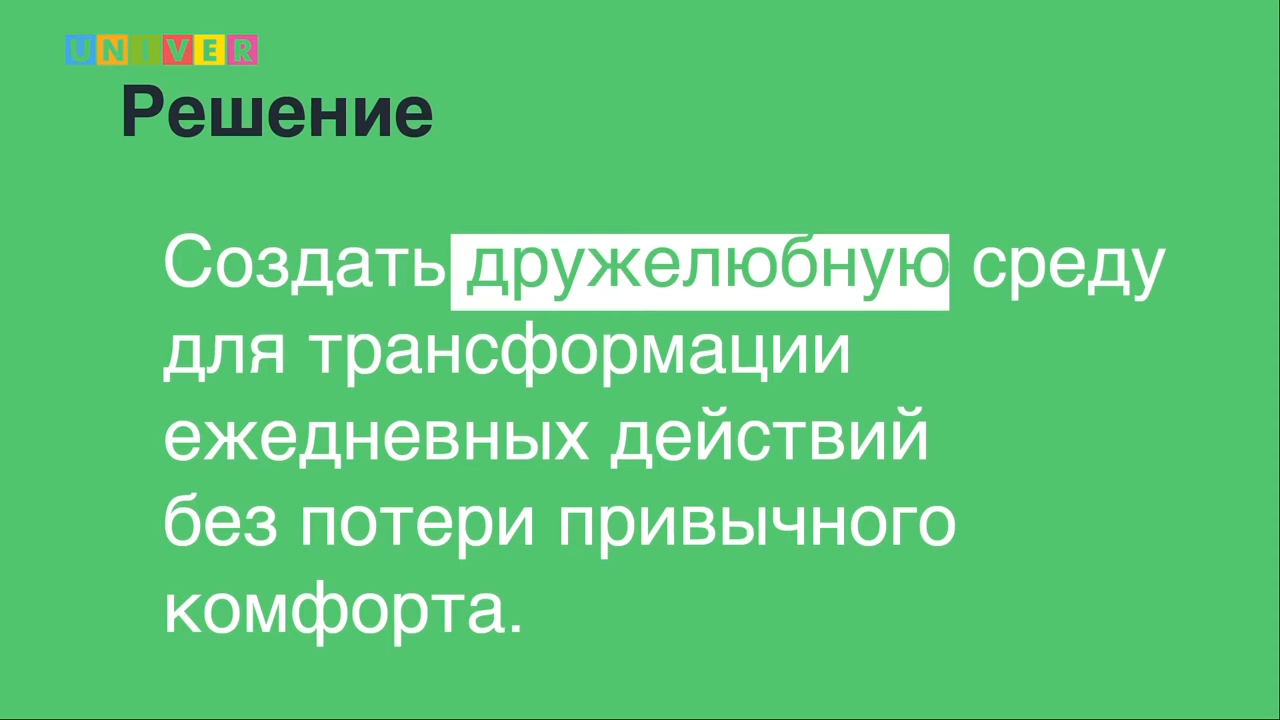 UNIVER
Решение
Создать дружелюбную среду
для трансформации
ежедневных действий
без потери привычного
комфорта.